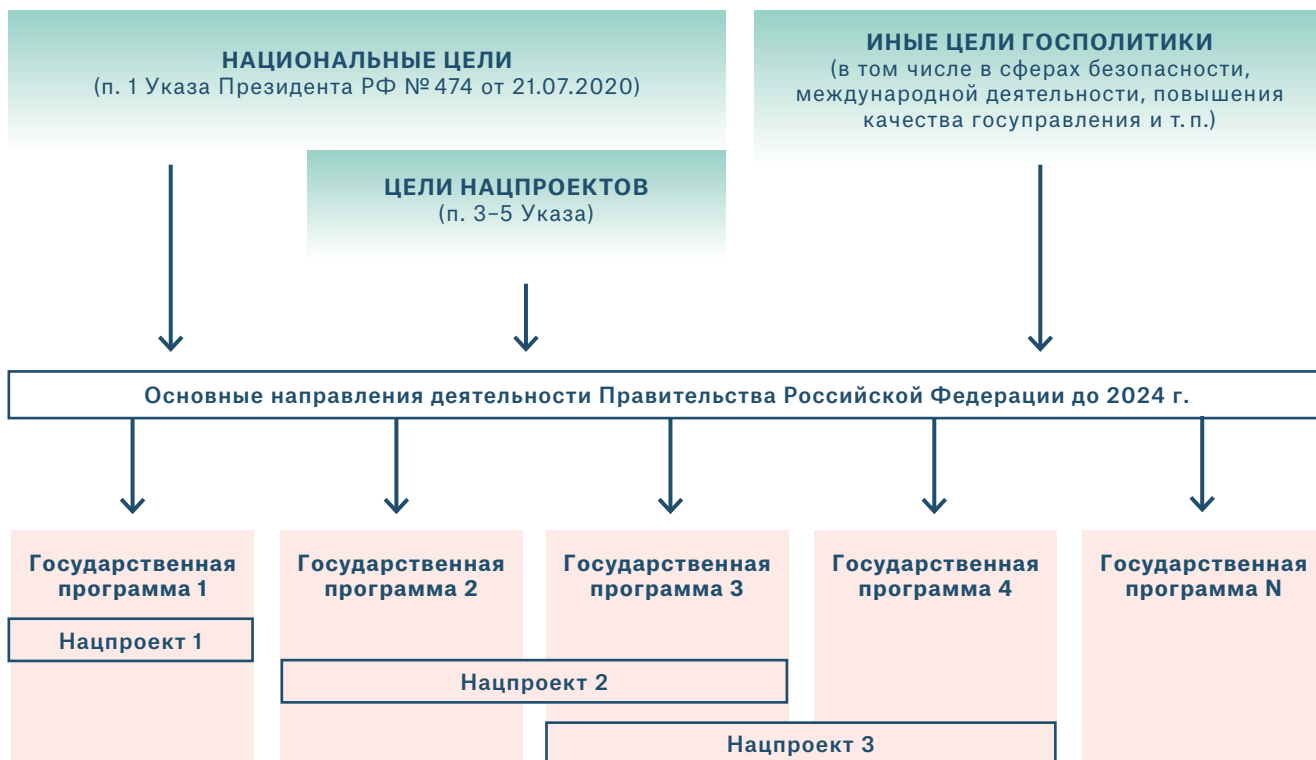 НАЦИОНАЛЬНЫЕ ЦЕЛИ
(п. 1 Указа Президента РФ № 474 от 21.07.2020)
ИНЫЕ ЦЕЛИ ГОСПОЛИТИКИ
(в том числе в сферах безопасности,
международной деятельности, повышения
качества госуправления и т. п.)
ЦЕЛИ НАЦПРОЕКТОВ
(п. 3–5 Указа)
Основные направления деятельности Правительства Российской Федерации до 2024 г.
Государственная
программа 1
Государственная
программа 2
Государственная
программа 3
Государственная
программа 4
Государственная
программа N
Нацпроект 1
Нацпроект 2
Нацпроект 3